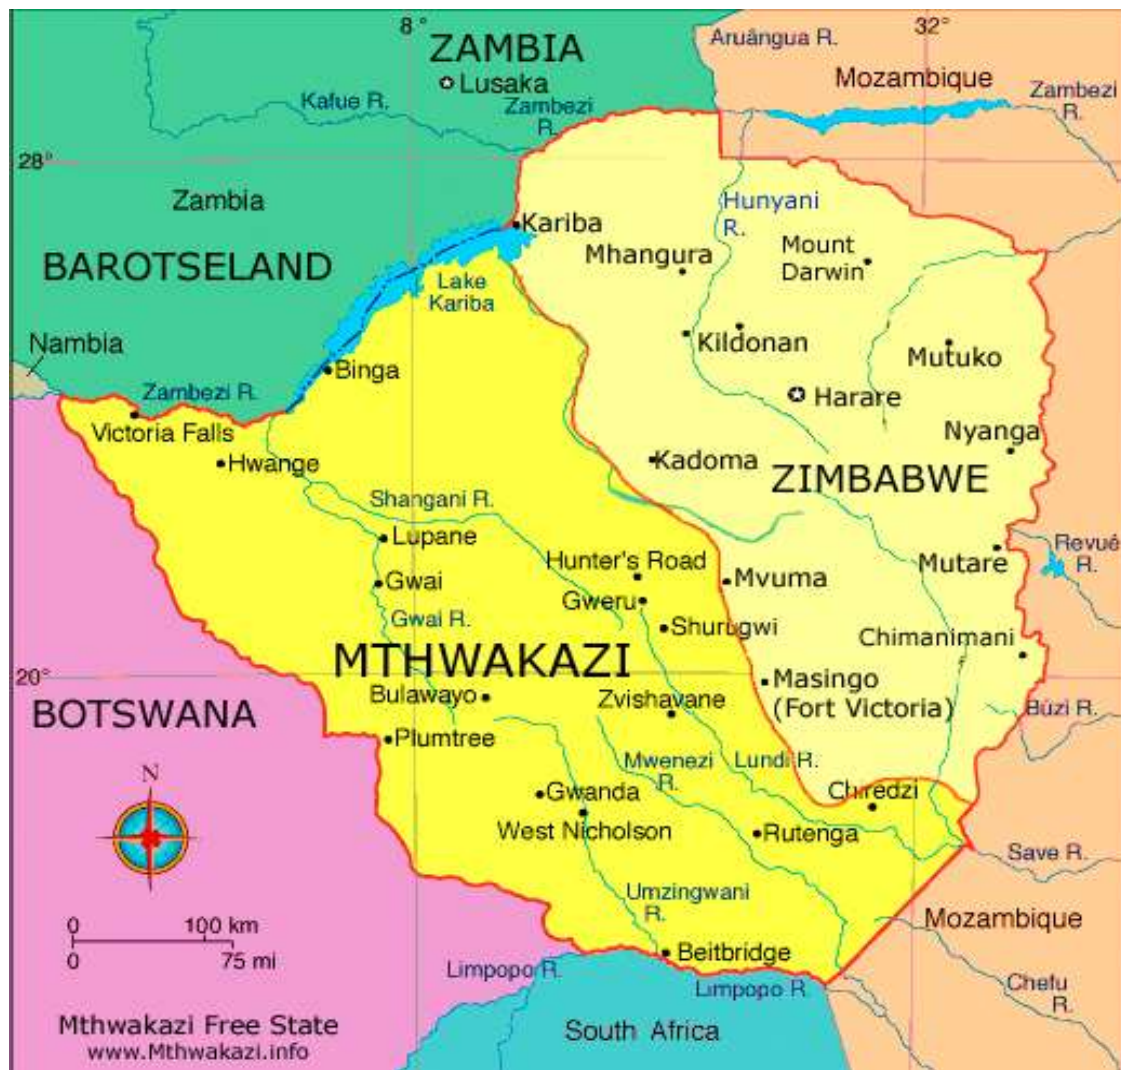 8°
32°
ZAMBIA
Aruângua R.
Lusaka
Mozambique
Kafue R.
Zambezi
R.
Zambezi
R.
28°
Zambia
Hunyani
R.
Kariba
Mhangura
Mount
Darwin
BAROTSELAND
Lake
Kariba
Nambia
Kildonan
Mutuko
Binga
Zambezi R.
Harare
Victoria Falls
Nyanga
Hwange
Kadoma
ZIMBABWE
Shangani R.
Lupane
Revué
R.
Hunter's Road
Mutare
Gwai
Mvuma
Gweru
Gwai R.
Shurugwi
Chimanimani
MTHWAKAZI
20°
Masingo
(Fort Victoria)
Bulawayo
Zvishavane
BOTSWANA
Búzi R.
Plumtree
Mwenezi
R.
Lundi R.
N
Chiredzi
Gwanda
West Nicholson
Rutenga
Save R.
Umzingwani
R.
0
100 km
0
75 mi
Mozambique
Beitbridge
Limpopo R.
Limpopo R
Chefu
R.
Mthwakazi Free State
www.Mthwakazi.info
South Africa